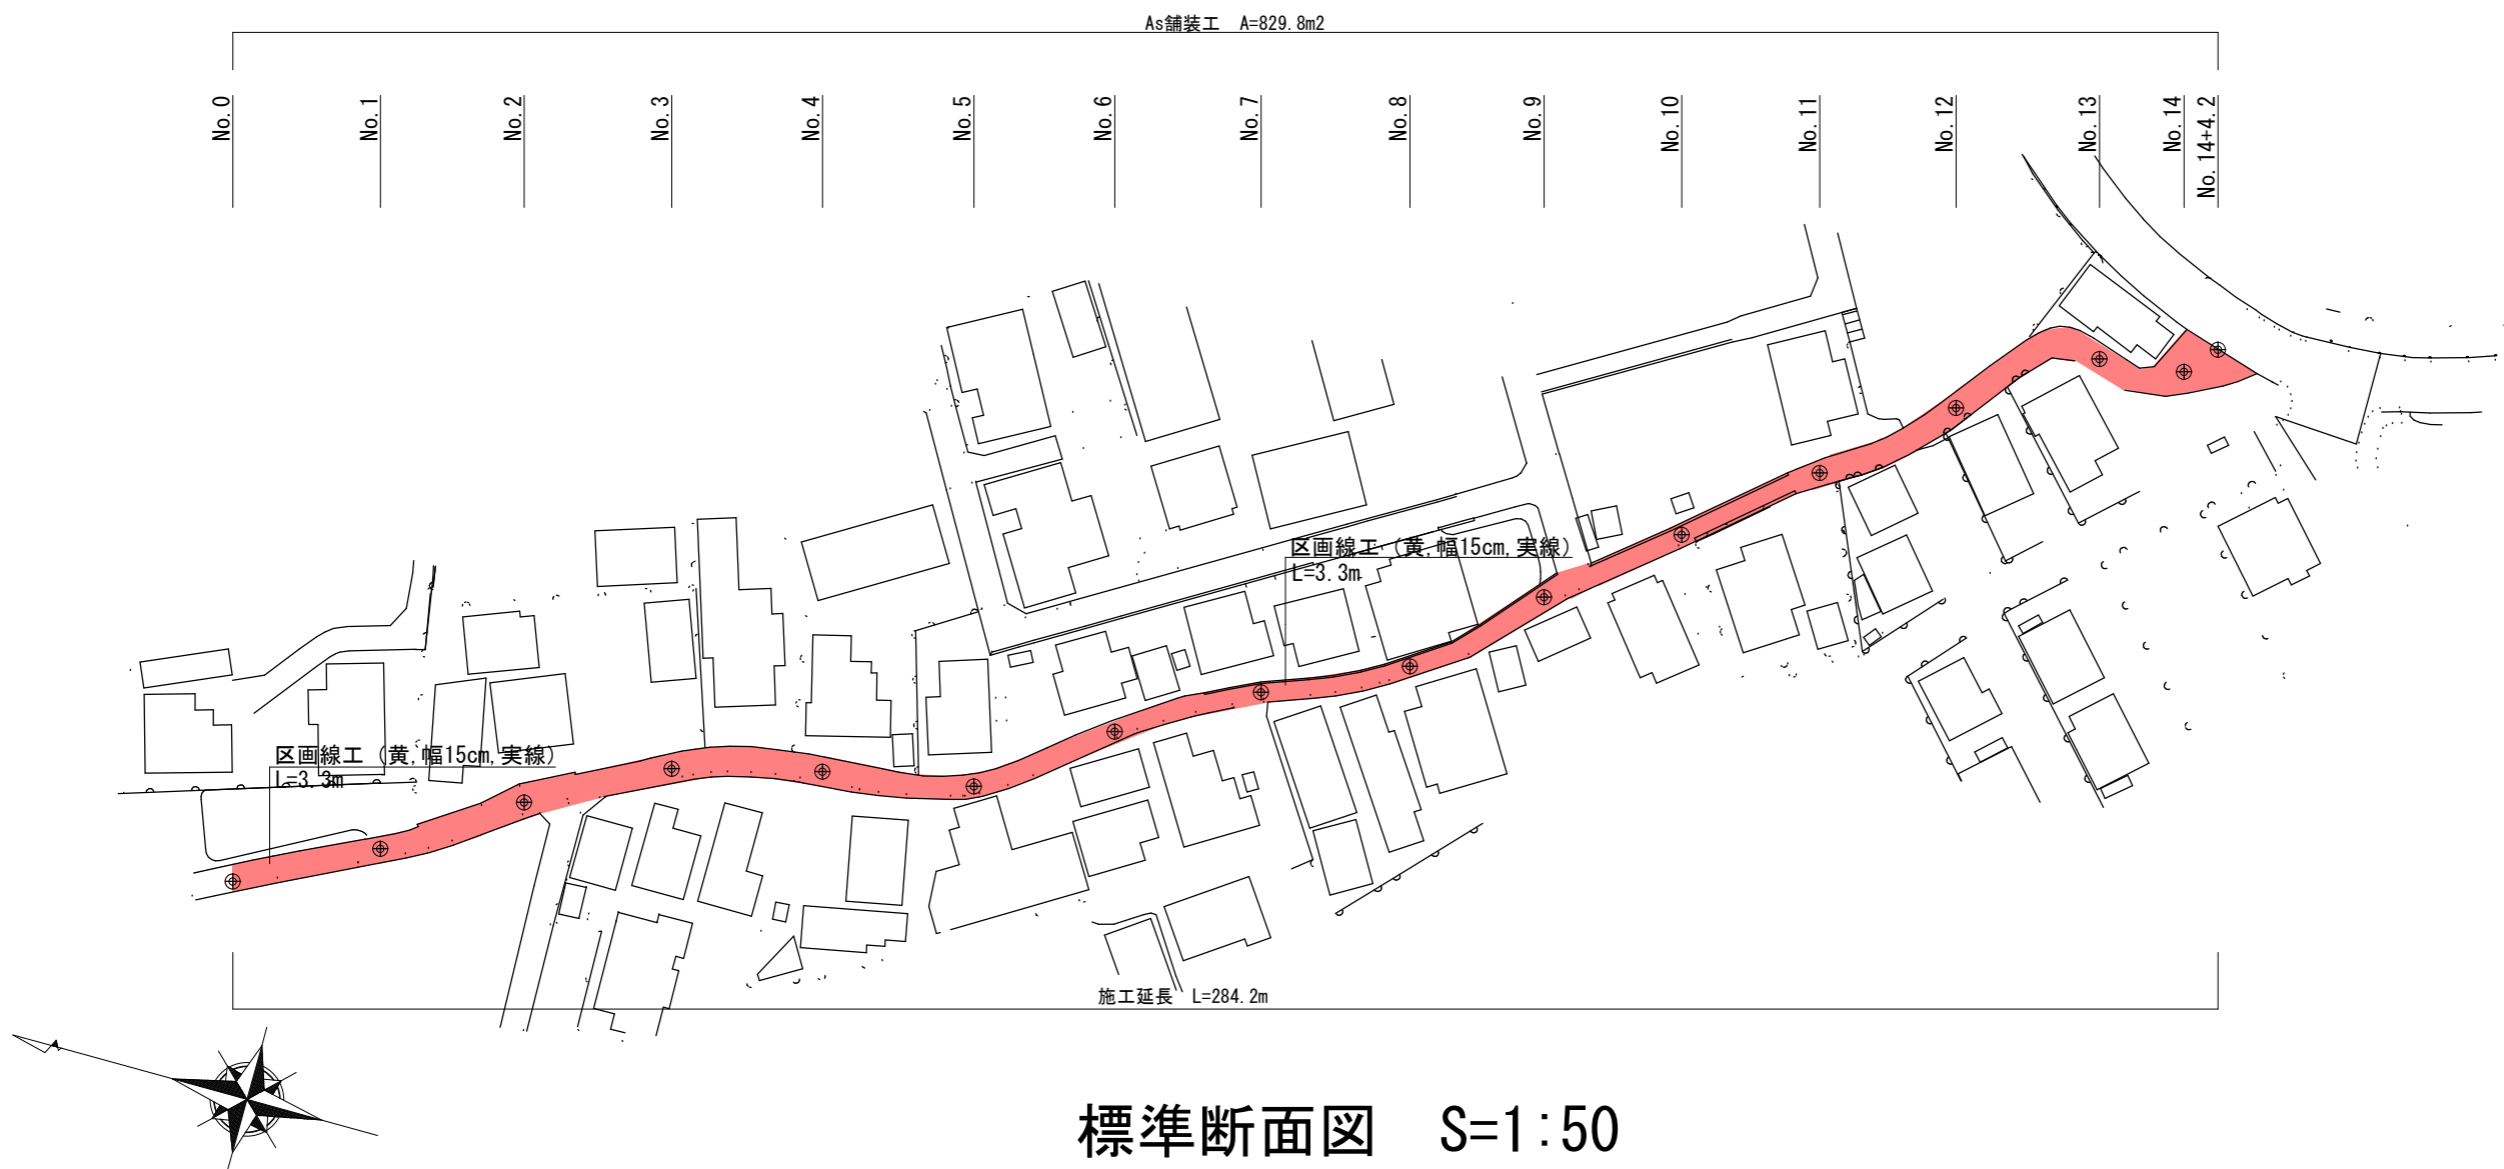 As舗装工　A=829.8m2
No.0
No.1
No.2
No.3
No.4
No.5
No.6
No.7
No.8
No.9
No.10
No.11
No.12
No.13
No.14
No.14+4.2
区画線工（黄,幅15cm,実線）
L=3.3m
区画線工（黄,幅15cm,実線）
L=3.3m
施工延長　L=284.2m
標準断面図　S=1:50